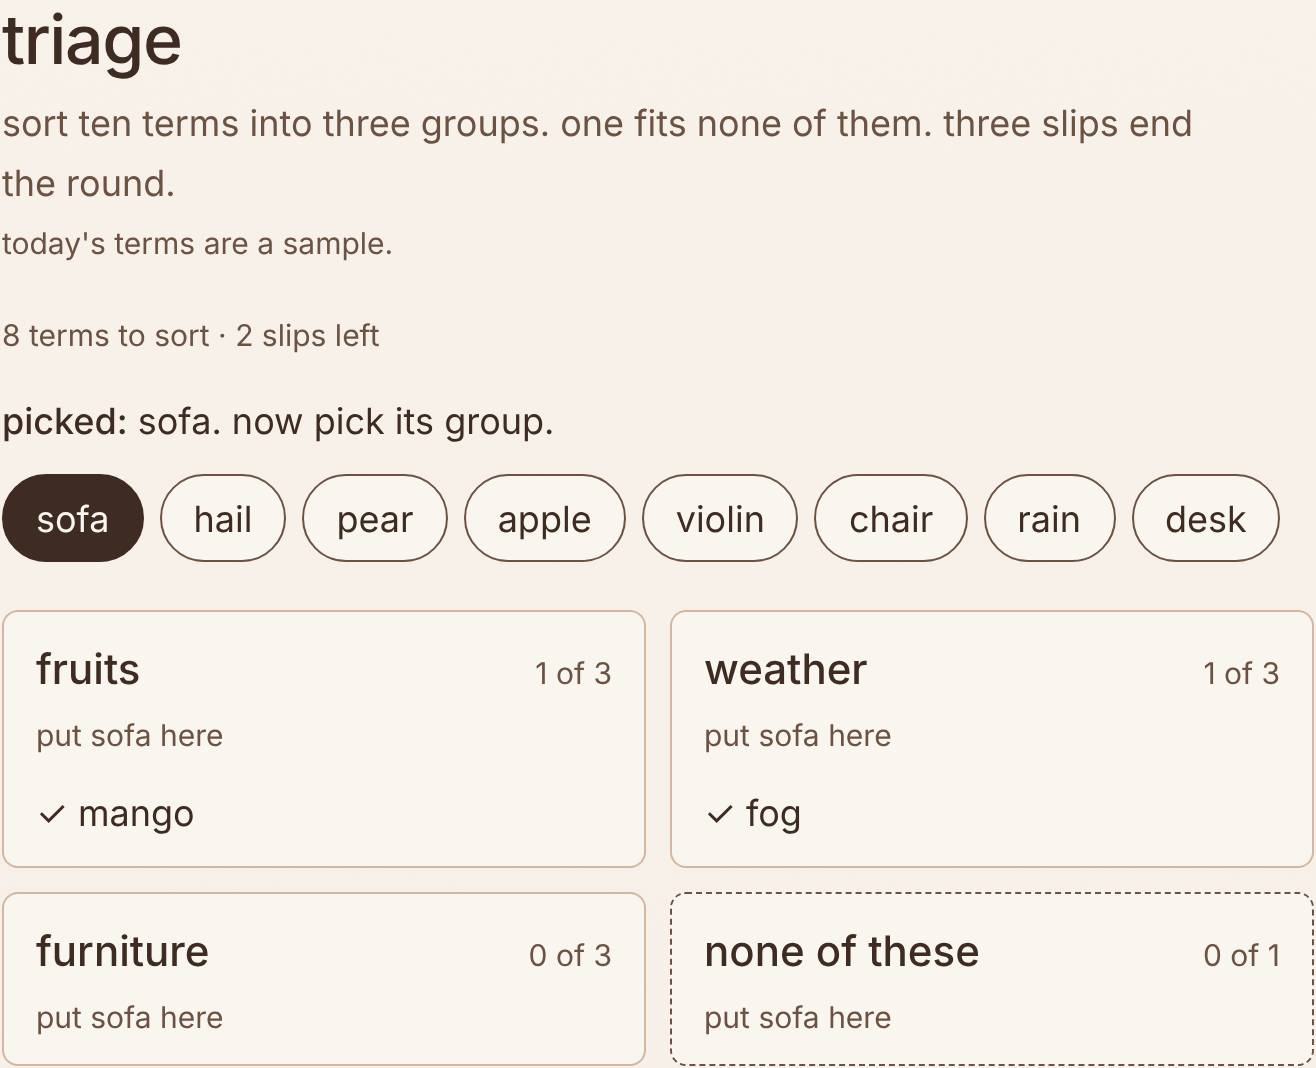 triage
sort ten terms into three groups. one fits none of them. three slips end
the round.
today's terms are a sample.
8 terms to sort · 2 slips left
picked: sofa. now pick its group.
sofa hail pear apple violin chair rain desk
fruits 1 of 3
put sofa here
✓ mango
weather 1 of 3
put sofa here
✓ fog
furniture 0 of 3
put sofa here
none of these 0 of 1
put sofa here